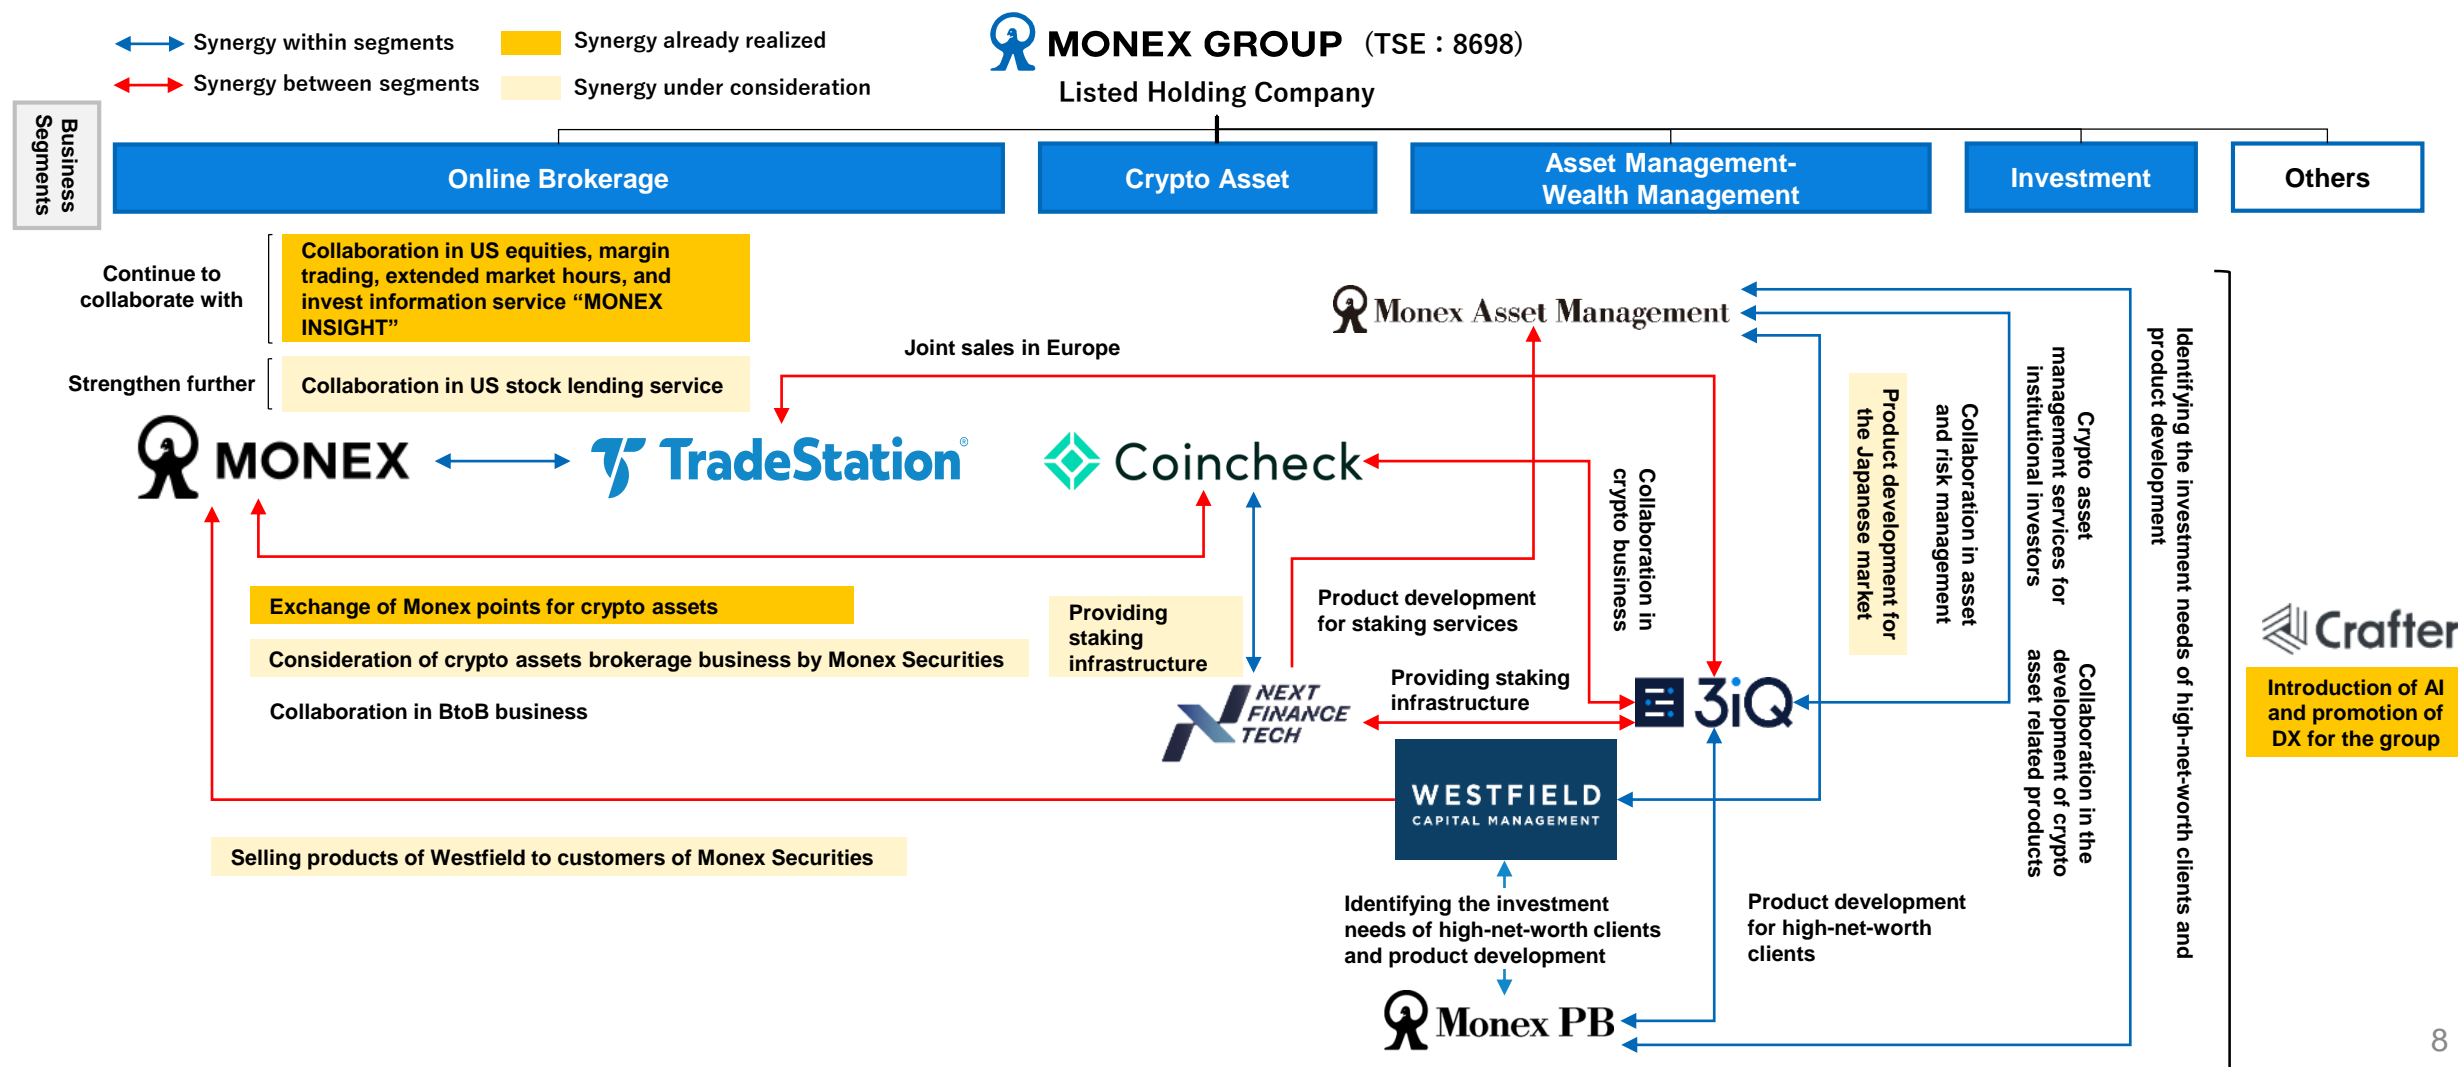 Synergy within segments
Synergy between segments
Synergy already realized
Synergy under consideration
MONEX GROUP (TSE：8698)
Listed Holding Company
Business
Segments
Online Brokerage
Crypto Asset
Asset Management-
Wealth Management
Investment
Others
Continue to
collaborate with
Collaboration in US equities, margin
trading, extended market hours, and
invest information service “MONEX
INSIGHT”
Strengthen further
Collaboration in US stock lending service
Joint sales in Europe
Monex Asset Management
MONEX
TradeStation®
Coincheck
Collaboration in
crypto business
Product development for
the Japanese market
Collaboration in asset
and risk management
Crypto asset
management services for
institutional investors
Identifying the investment needs of high-net-worth clients and
product development
Exchange of Monex points for crypto assets
Consideration of crypto assets brokerage business by Monex Securities
Collaboration in BtoB business
Providing
staking
infrastructure
Product development
for staking services
Providing staking
infrastructure
NEXT
FINANCE
TECH
3iQ
Collaboration in the
development of crypto
asset related products
Crafter
Introduction of AI
and promotion of
DX for the group
WESTFIELD
CAPITAL MANAGEMENT
Selling products of Westfield to customers of Monex Securities
Identifying the investment
needs of high-net-worth clients
and product development
Product development
for high-net-worth
clients
Monex PB
8